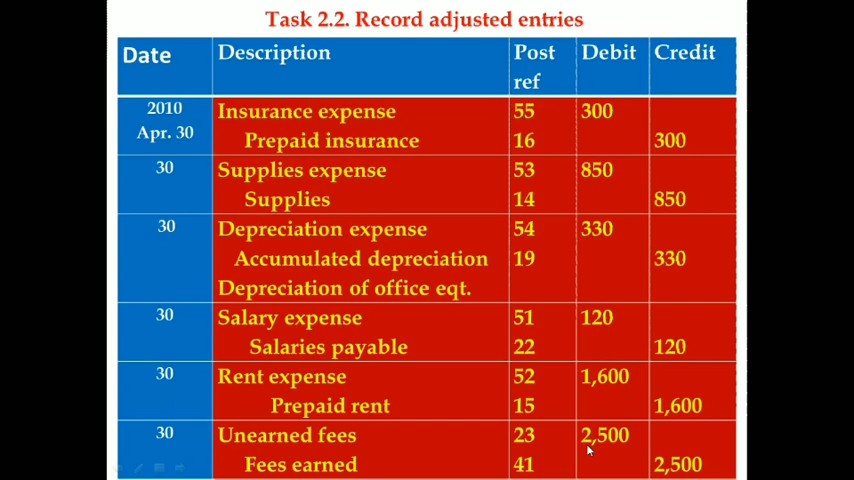 Task 2.2. Record adjusted entries
Date Description Post ref Debit Credit
2010 Apr. 30 Insurance expense 55 300
Prepaid insurance 16 300
30 Supplies expense 53 850
Supplies 14 850
30 Depreciation expense 54 330
Accumulated depreciation 19 330
Depreciation of office eqt.
30 Salary expense 51 120
Salaries payable 22 120
30 Rent expense 52 1,600
Prepaid rent 15 1,600
30 Unearned fees 23 2,500
Fees earned 41 2,500